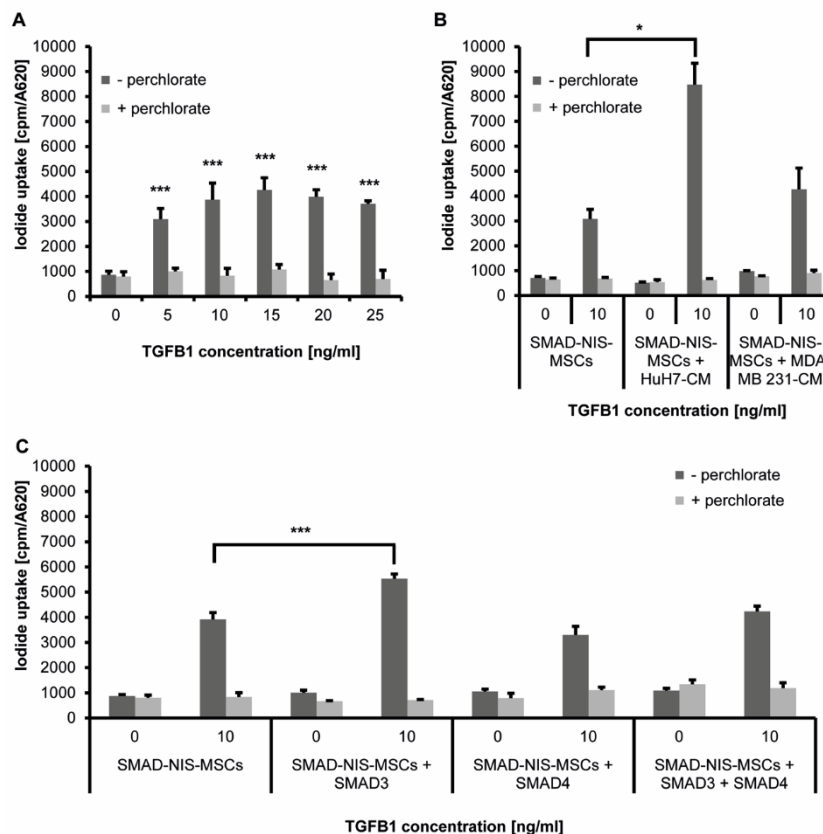 A
10000
9000
8000
7000
6000
5000
4000
3000
2000
1000
0
Iodide uptake [cpm/A620]
- perchlorate
+ perchlorate
*** *** *** *** ***
0 5 10 15 20 25
TGFB1 concentration [ng/ml]
B
10000
9000
8000
7000
6000
5000
4000
3000
2000
1000
0
Iodide uptake [cpm/A620]
- perchlorate
+ perchlorate
*
0 10 0 10 0 10
SMAD-NIS-
MSCs
SMAD-NIS-
MSCs +
HuH7-CM
SMAD-NIS-
MSCs + MDA
MB 231-CM
TGFB1 concentration [ng/ml]
C
10000
9000
8000
7000
6000
5000
4000
3000
2000
1000
0
Iodide uptake [cpm/A620]
- perchlorate
+ perchlorate
***
0 10 0 10 0 10 0 10
SMAD-NIS-MSCs
SMAD-NIS-MSCs +
SMAD3
SMAD-NIS-MSCs +
SMAD4
SMAD-NIS-MSCs +
SMAD3 + SMAD4
TGFB1 concentration [ng/ml]